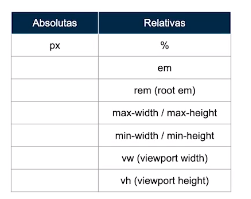 Absolutas Relativas
px %
em
rem (root em)
max-width / max-height
min-width / min-height
vw (viewport width)
vh (viewport height)